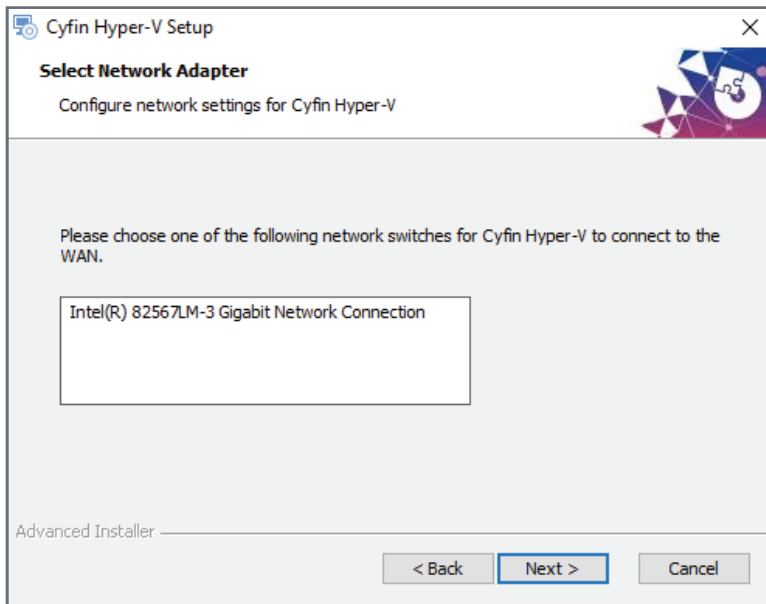 Cyfin Hyper-V Setup
Select Network Adapter
Configure network settings for Cyfin Hyper-V
Please choose one of the following network switches for Cyfin Hyper-V to connect to the
WAN.
Intel(R) 82567LM-3 Gigabit Network Connection
Advanced Installer
< Back
Next >
Cancel